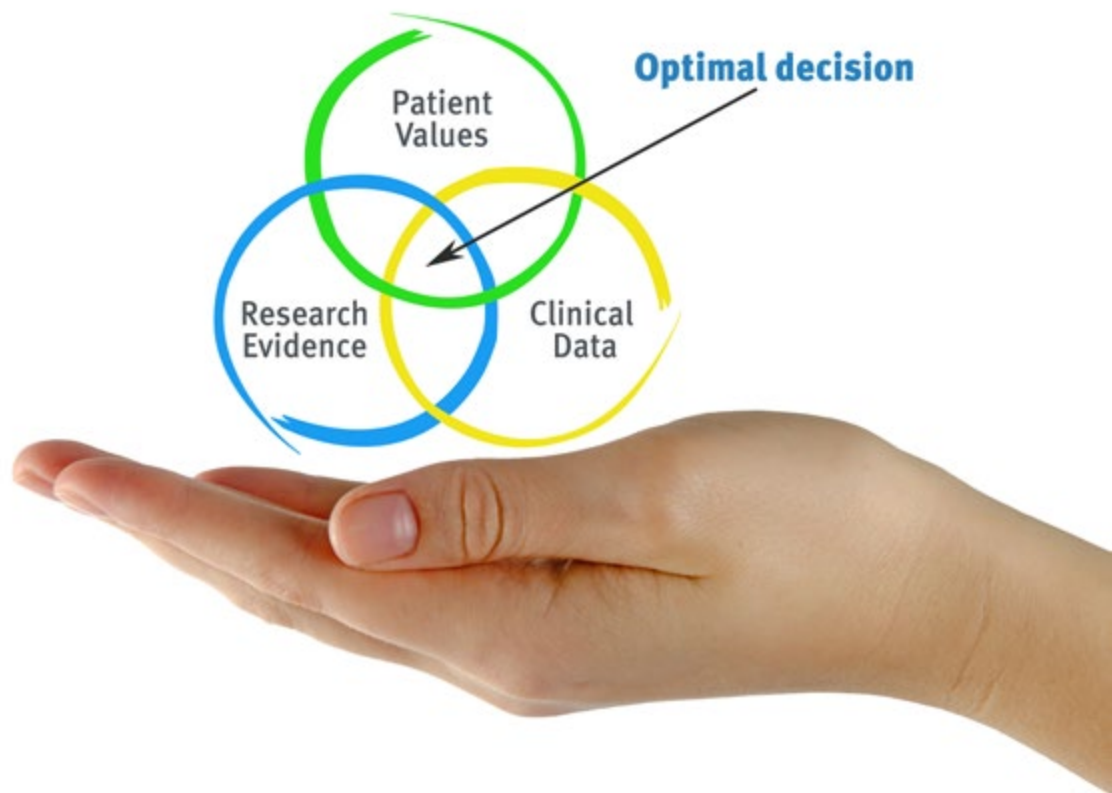 Optimal decision
Patient
Values
Research
Evidence
Clinical
Data